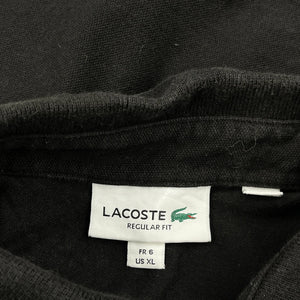 LACOSTE
REGULAR FIT
FR 6
US XL